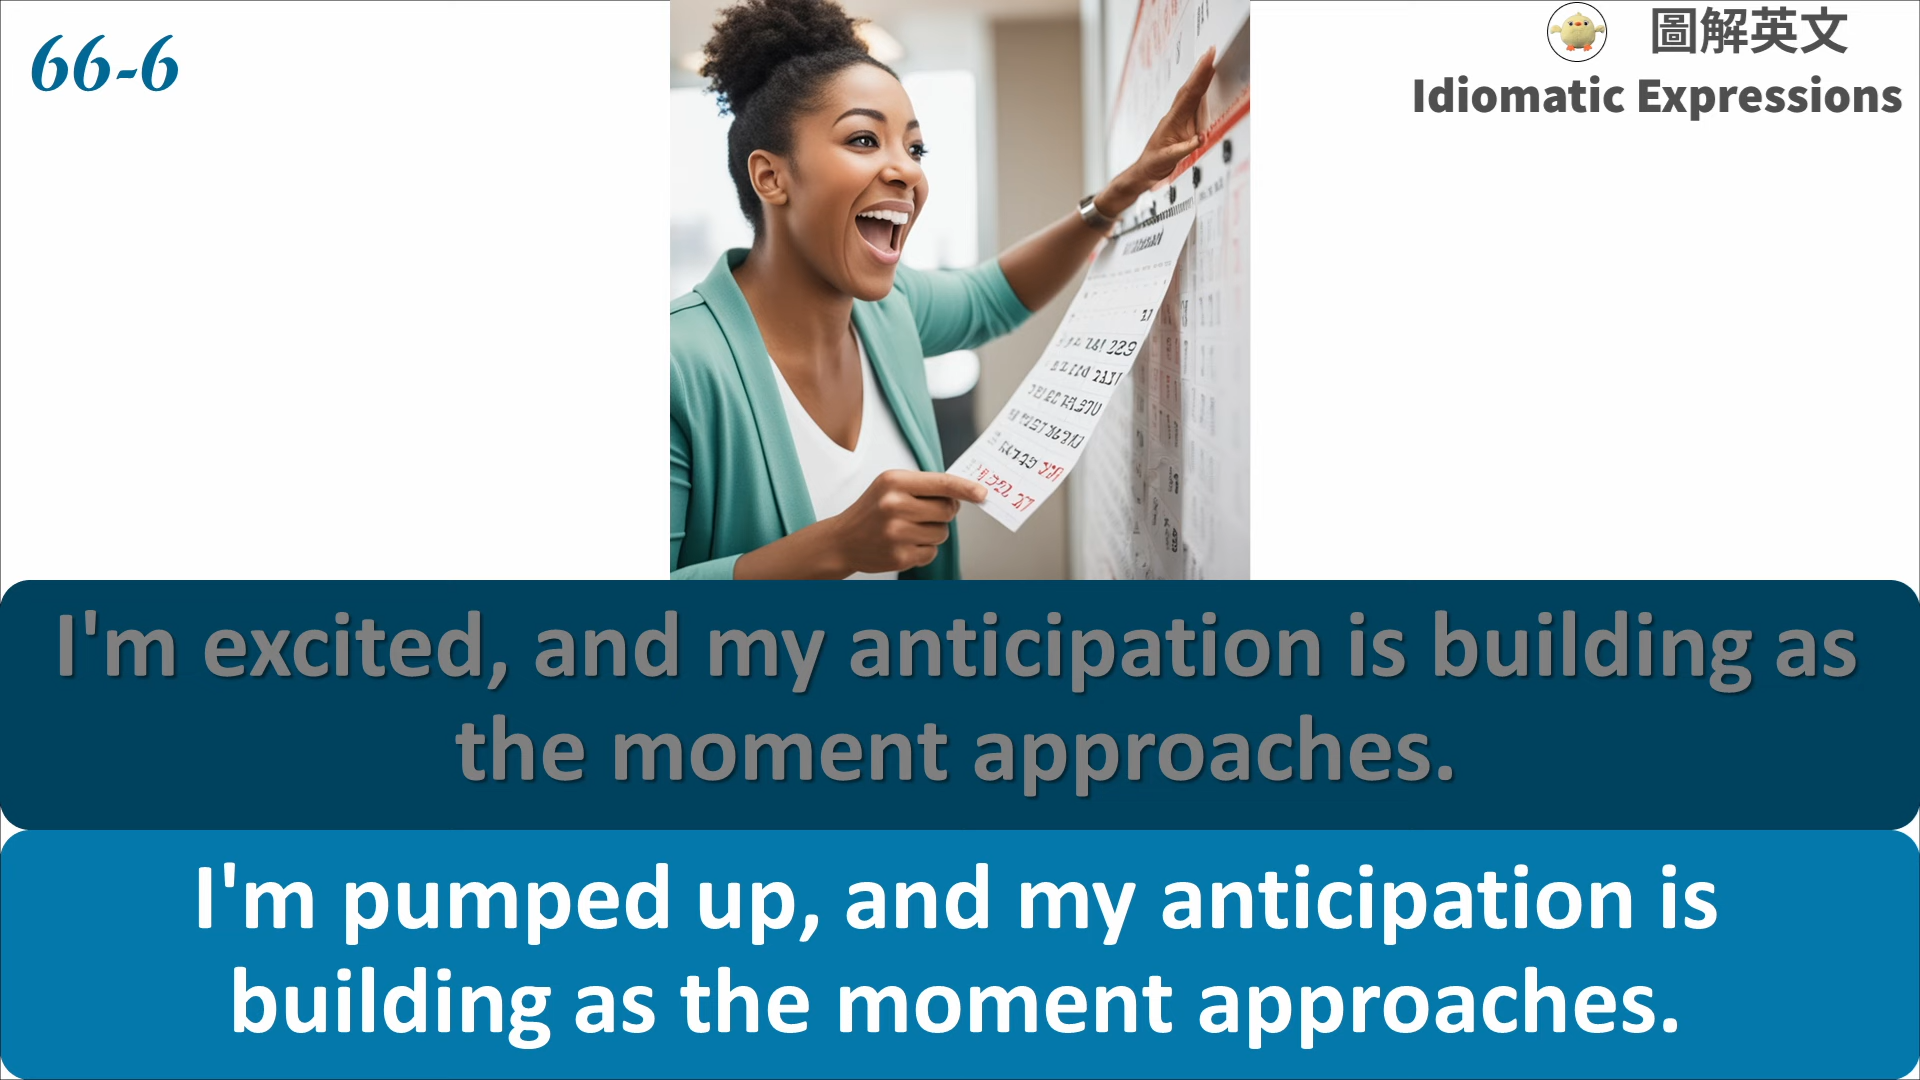 66-6
圖解英文
Idiomatic Expressions
I'm excited, and my anticipation is building as
the moment approaches.
I'm pumped up, and my anticipation is
building as the moment approaches.